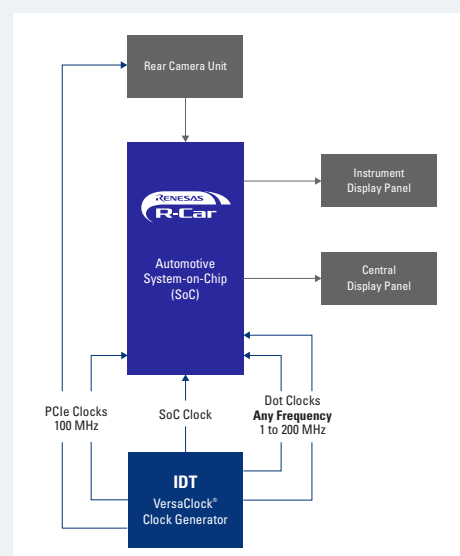 Rear Camera Unit
RENESAS
R-Car
Instrument
Display Panel
Automotive
System-on-Chip
(SoC)
Central
Display Panel
PCIe Clocks
100 MHz
SoC Clock
Dot Clocks
Any Frequency
1 to 200 MHz
IDT
VersaClock®
Clock Generator